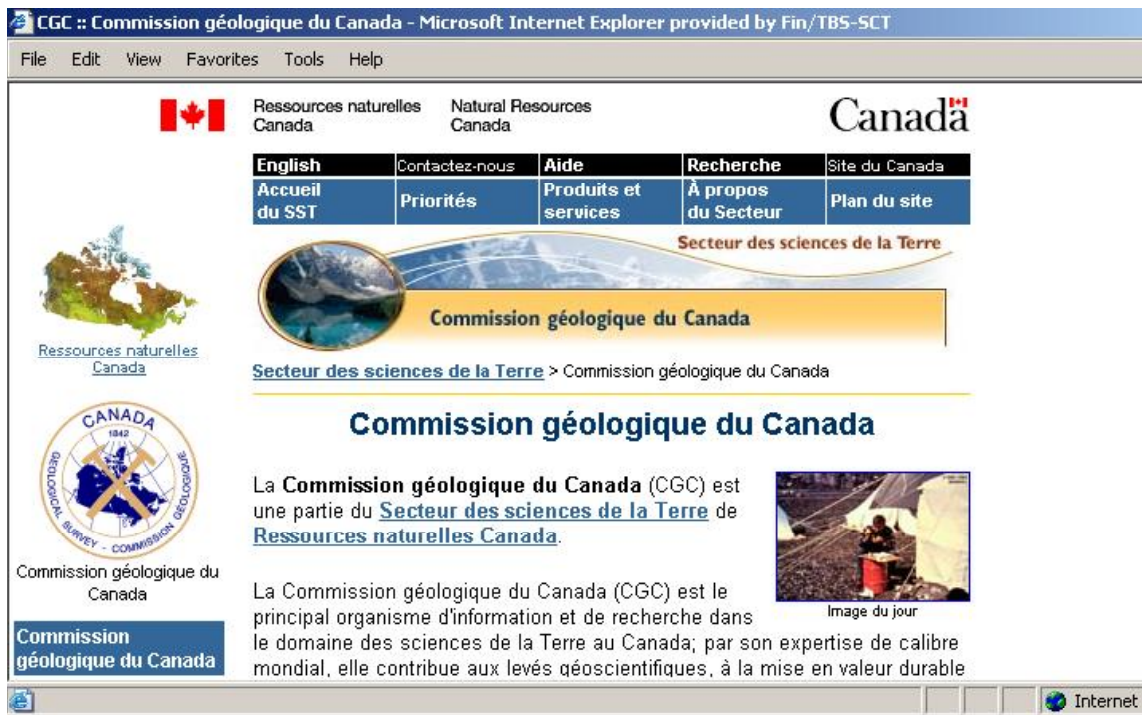 CGC :: Commission géologique du Canada - Microsoft Internet Explorer provided by Fin/TBS-SCT
File Edit View Favorites Tools Help
Ressources naturelles Natural Resources
Canada Canada
Canada
English Contactez-nous Aide Recherche Site du Canada
Accueil
du SST
Priorités
Produits et
services
À propos
du Secteur
Plan du site
Secteur des sciences de la Terre
Commission géologique du Canada
Ressources naturelles
Canada
Secteur des sciences de la Terre > Commission géologique du Canada
CANADA
1842
GEOLOGICAL SURVEY - COMMISSION GÉOLOGIQUE
Commission géologique du
Canada
Commission
géologique du Canada
Commission géologique du Canada
La Commission géologique du Canada (CGC) est
une partie du Secteur des sciences de la Terre de
Ressources naturelles Canada.
Image du jour
La Commission géologique du Canada (CGC) est le
principal organisme d'information et de recherche dans
le domaine des sciences de la Terre au Canada; par son expertise de calibre
mondial, elle contribue aux levés géoscientifiques, à la mise en valeur durable
Internet